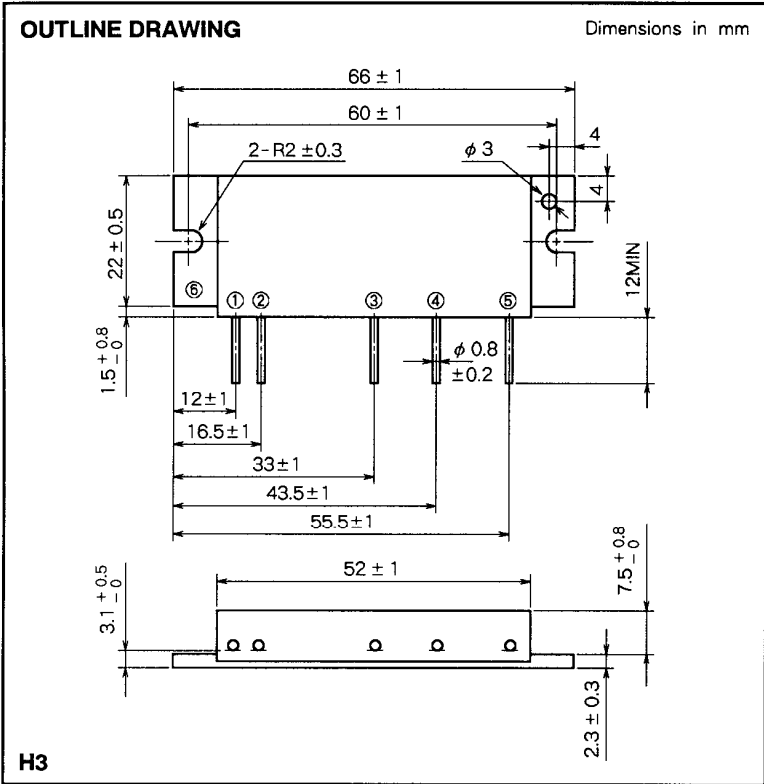 OUTLINE DRAWING
Dimensions in mm
66 ± 1
60 ± 1
4
2-R2 ±0.3
φ 3
4
22 ± 0.5
12MIN
⑥
① ② ③ ④ ⑤
1.5 +0.8 -0
φ 0.8
±0.2
12±1
16.5±1
33±1
43.5±1
55.5±1
52 ± 1
3.1 +0.5 -0
7.5 +0.8 -0
2.3 ± 0.3
H3